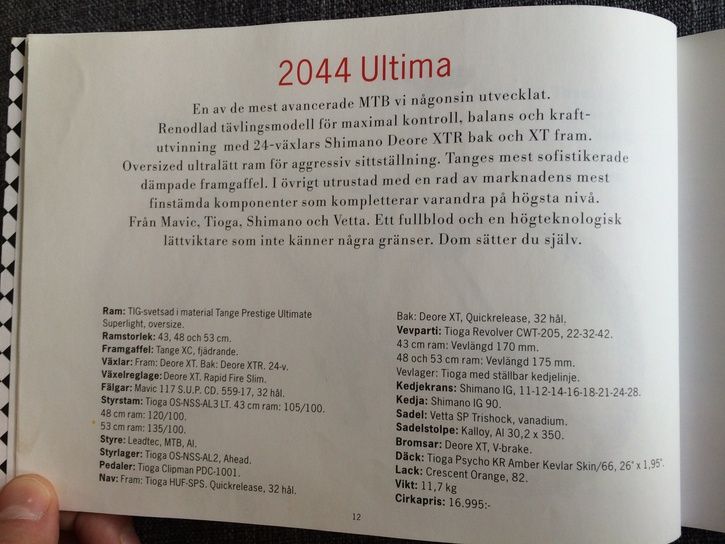 2044 Ultima
En av de mest avancerade MTB vi någonsin utvecklat.
Renodlad tävlingsmodell för maximal kontroll, balans och kraft-
utvinning med 24-växlars Shimano Deore XTR bak och XT fram.
Oversized ultralätt ram för aggressiv sittställning. Tanges mest sofistikerade
dämpade framgaffel. I övrigt utrustad med en rad av marknadens mest
finstämda komponenter som kompletterar varandra på högsta nivå.
Från Mavic, Tioga, Shimano och Vetta. Ett fullblod och en högteknologisk
lättviktare som inte känner några gränser. Dom sätter du själv.
Ram: TIG-svetsad i material Tange Prestige Ultimate
Superlight, oversize.
Ramstorlek: 43, 48 och 53 cm.
Framgaffel: Tange XC, fjädrande.
Växlar: Fram: Deore XT. Bak: Deore XTR. 24-v.
Växelreglage: Deore XT. Rapid Fire Slim.
Fälgar: Mavic 117 S.U.P. CD. 559-17, 32 hål.
Styrstam: Tioga OS-NSS-AL3 LT. 43 cm ram: 105/100.
48 cm ram: 120/100.
53 cm ram: 135/100.
Styre: Leadtec, MTB, Al.
Styrlager: Tioga OS-NSS-AL2, Ahead.
Pedaler: Tioga Clipman PDC-1001.
Nav: Fram: Tioga HUF-SPS. Quickrelease, 32 hål.
Bak: Deore XT, Quickrelease, 32 hål.
Vevparti: Tioga Revolver CWT-205, 22-32-42.
43 cm ram: Vevlängd 170 mm.
48 och 53 cm ram: Vevlängd 175 mm.
Vevlager: Tioga med ställbar kedjelinje.
Kedjekrans: Shimano IG, 11-12-14-16-18-21-24-28.
Kedja: Shimano IG 90.
Sadel: Vetta SP Trishock, vanadium.
Sadelstolpe: Kalloy, Al 30,2 x 350.
Bromsar: Deore XT, V-brake.
Däck: Tioga Psycho KR Amber Kevlar Skin/66, 26" x 1,95".
Lack: Crescent Orange, 82.
Vikt: 11,7 kg
Cirkapris: 16.995:-
12